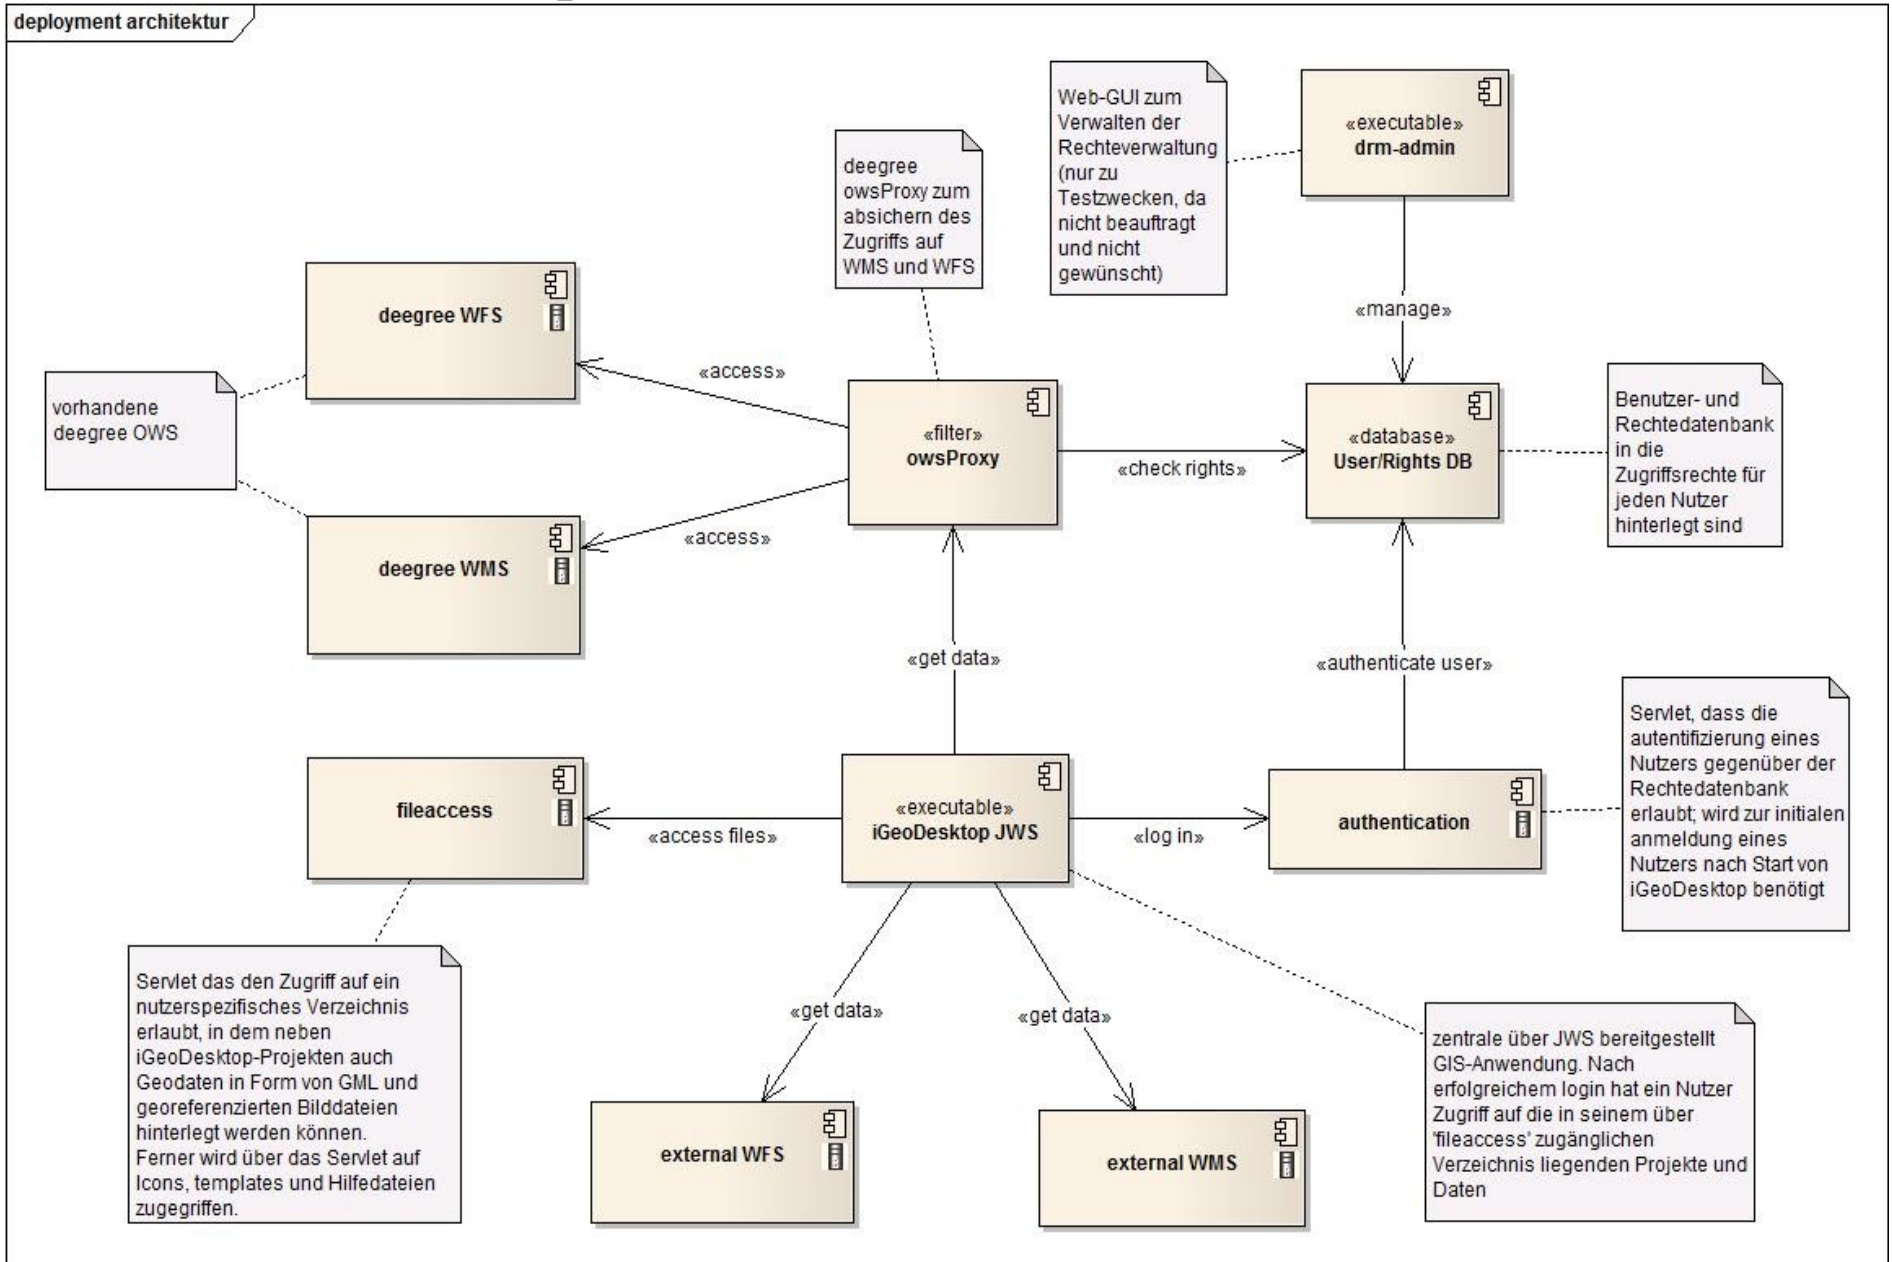 deployment architektur
Web-GUI zum
Verwalten der
Rechteverwaltung
(nur zu
Testzwecken, da
nicht beauftragt
und nicht
gewünscht)
«executable»
drm-admin
deegree
owsProxy zum
absichern des
Zugriffs auf
WMS und WFS
«manage»
deegree WFS
vorhandene
deegree OWS
«access»
«filter»
owsProxy
«check rights»
«database»
User/Rights DB
Benutzer- und
Rechtedatenbank
in die
Zugriffsrechte für
jeden Nutzer
hinterlegt sind
deegree WMS
«access»
«get data»
«authenticate user»
Servlet, dass die
autentifizierung eines
Nutzers gegenüber der
Rechtedatenbank
erlaubt; wird zur initialen
anmeldung eines
Nutzers nach Start von
iGeoDesktop benötigt
fileaccess
«access files»
«executable»
iGeoDesktop JWS
«log in»
authentication
Servlet das den Zugriff auf ein
nutzerspezifisches Verzeichnis
erlaubt, in dem neben
iGeoDesktop-Projekten auch
Geodaten in Form von GML und
georeferenzierten Bilddateien
hinterlegt werden können.
Ferner wird über das Servlet auf
Icons, templates und Hilfedateien
zugegriffen.
«get data»
«get data»
zentrale über JWS bereitgestellt
GIS-Anwendung. Nach
erfolgreichem login hat ein Nutzer
Zugriff auf die in seinem über
'fileaccess' zugänglichen
Verzeichnis liegenden Projekte und
Daten
external WFS
external WMS